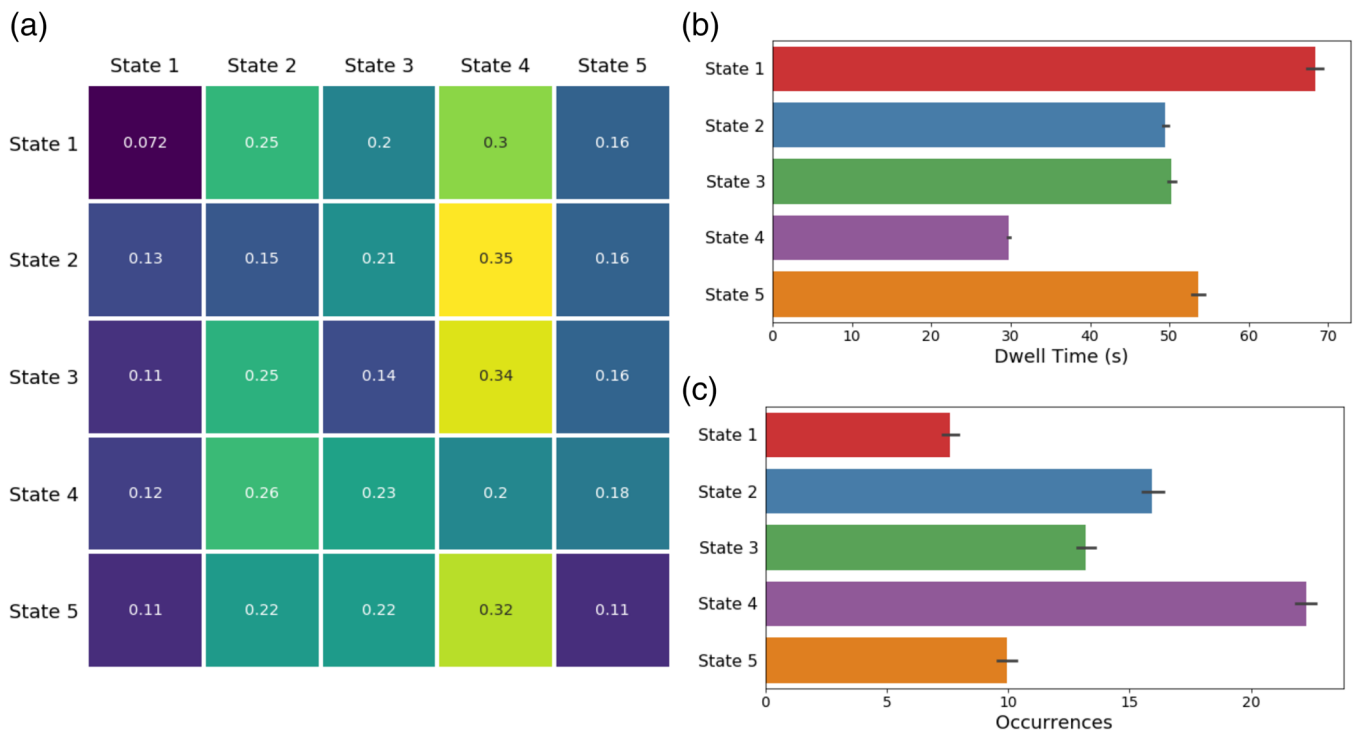 (a)
State 1 State 2 State 3 State 4 State 5
State 1 0.072 0.25 0.2 0.3 0.16
State 2 0.13 0.15 0.21 0.35 0.16
State 3 0.11 0.25 0.14 0.34 0.16
State 4 0.12 0.26 0.23 0.2 0.18
State 5 0.11 0.22 0.22 0.32 0.11
(b)
State 1
State 2
State 3
State 4
State 5
0 10 20 30 40 50 60 70
Dwell Time (s)
(c)
State 1
State 2
State 3
State 4
State 5
0 5 10 15 20
Occurrences